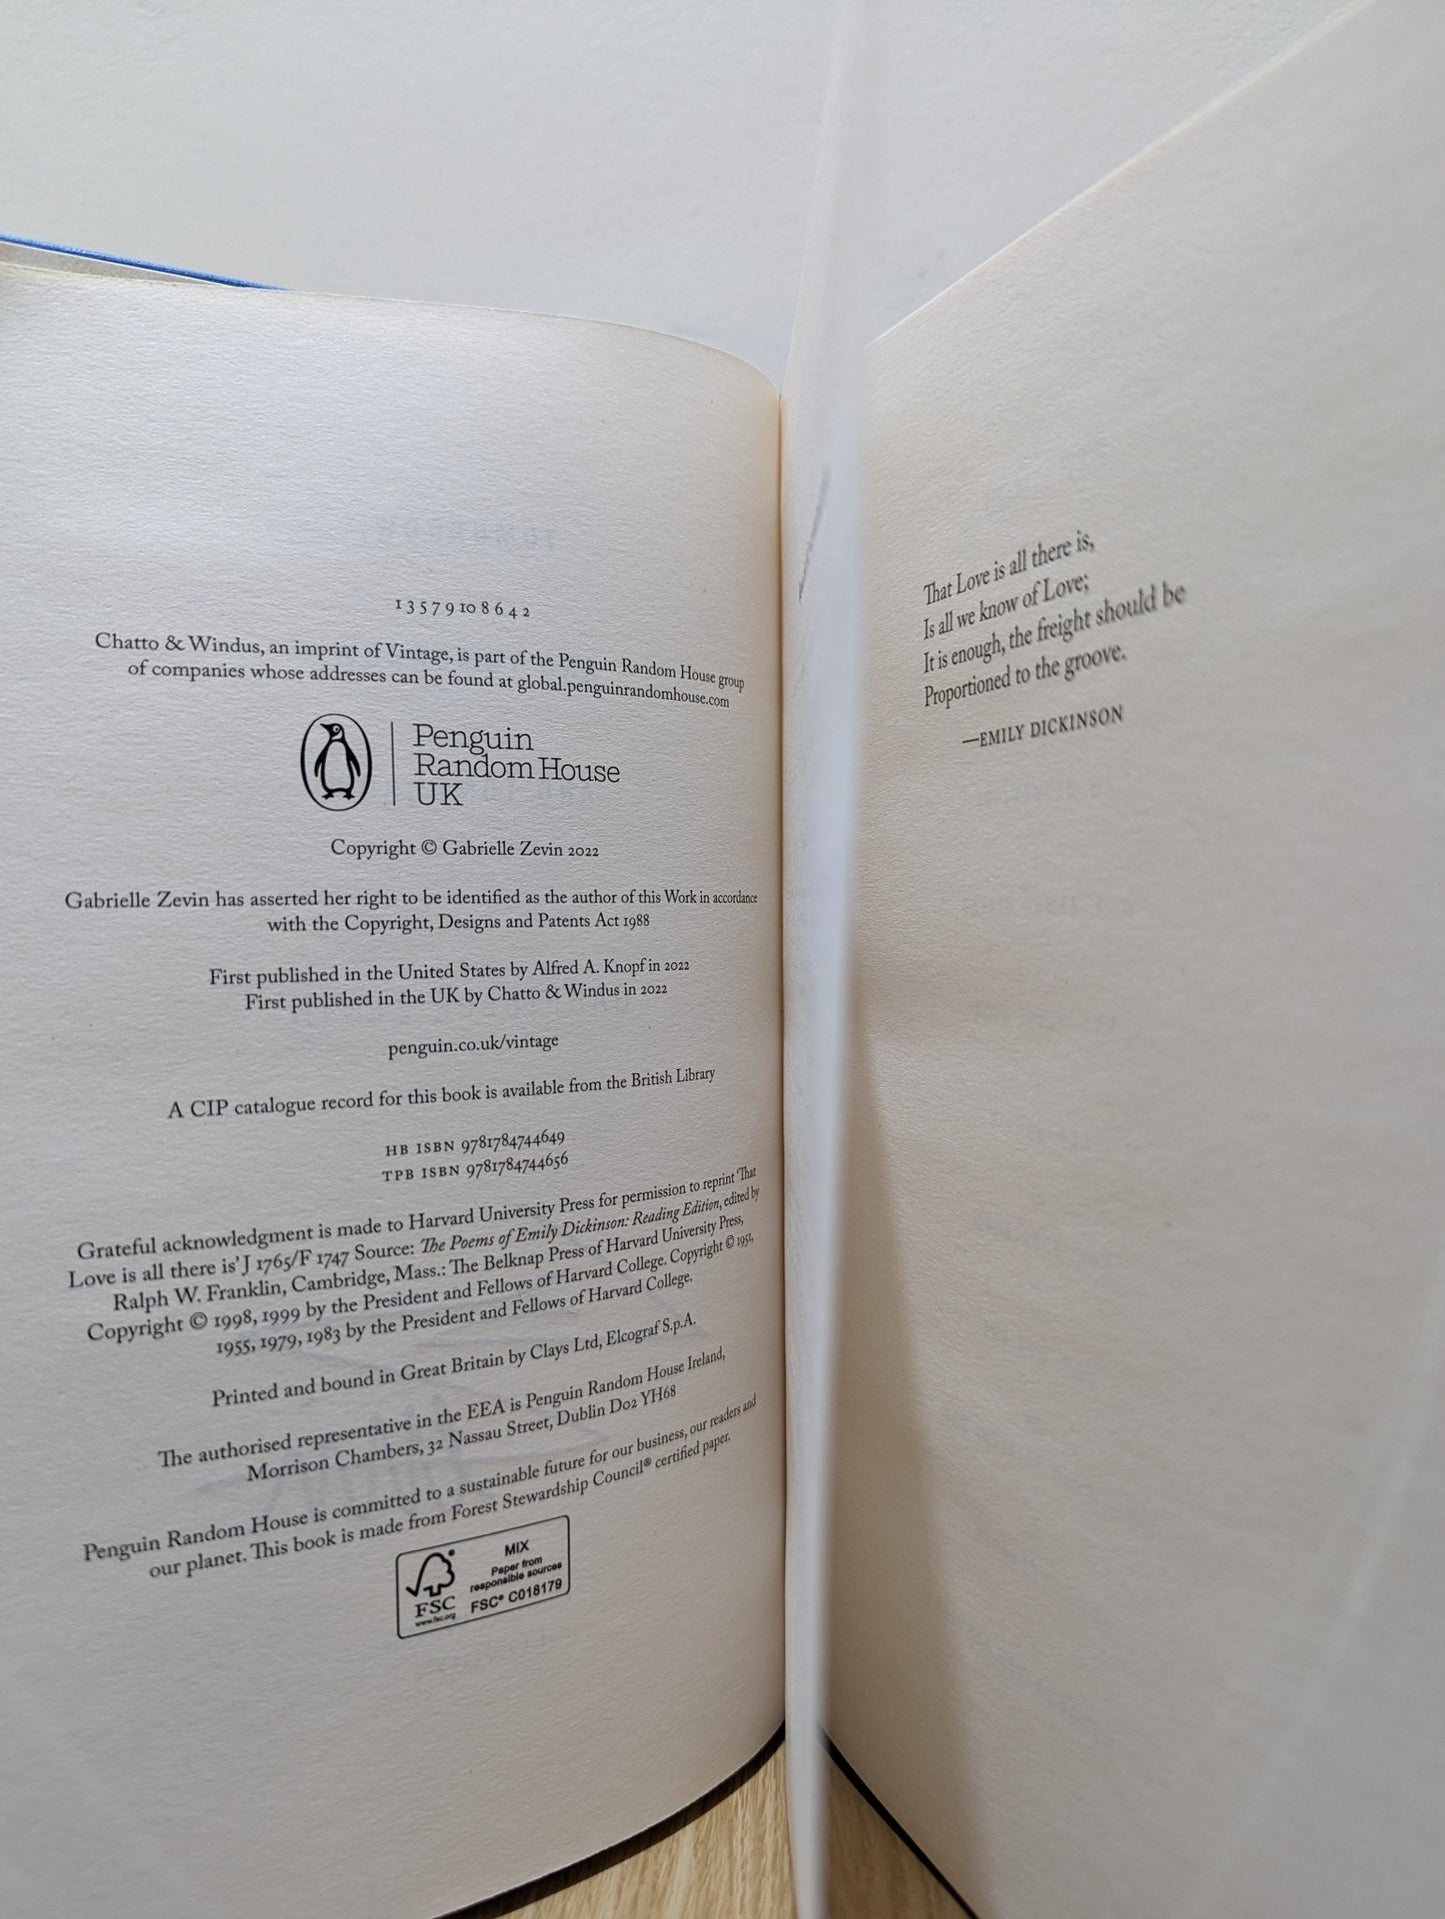 1 3 5 7 9 10 8 6 4 2
Chatto & Windus, an imprint of Vintage, is part of the Penguin Random House group
of companies whose addresses can be found at global.penguinrandomhouse.com
Penguin
Random House
UK
Copyright © Gabrielle Zevin 2022
Gabrielle Zevin has asserted her right to be identified as the author of this Work in accordance
with the Copyright, Designs and Patents Act 1988
First published in the United States by Alfred A. Knopf in 2022
First published in the UK by Chatto & Windus in 2022
penguin.co.uk/vintage
A CIP catalogue record for this book is available from the British Library
HB ISBN 9781784744649
TPB ISBN 9781784744656
Grateful acknowledgment is made to Harvard University Press for permission to reprint 'That
Love is all there is' J 1765/F 1747 Source: The Poems of Emily Dickinson: Reading Edition, edited by
Ralph W. Franklin, Cambridge, Mass.: The Belknap Press of Harvard University Press,
Copyright © 1998, 1999 by the President and Fellows of Harvard College. Copyright © 1951,
1955, 1979, 1983 by the President and Fellows of Harvard College.
Printed and bound in Great Britain by Clays Ltd, Elcograf S.p.A.
The authorised representative in the EEA is Penguin Random House Ireland,
Morrison Chambers, 32 Nassau Street, Dublin D02 YH68
Penguin Random House is committed to a sustainable future for our business, our readers and
our planet. This book is made from Forest Stewardship Council® certified paper.
FSC
www.fsc.org
MIX
Paper from
responsible sources
FSC® C018179
That Love is all there is,
Is all we know of Love;
It is enough, the freight should be
Proportioned to the groove.
—EMILY DICKINSON